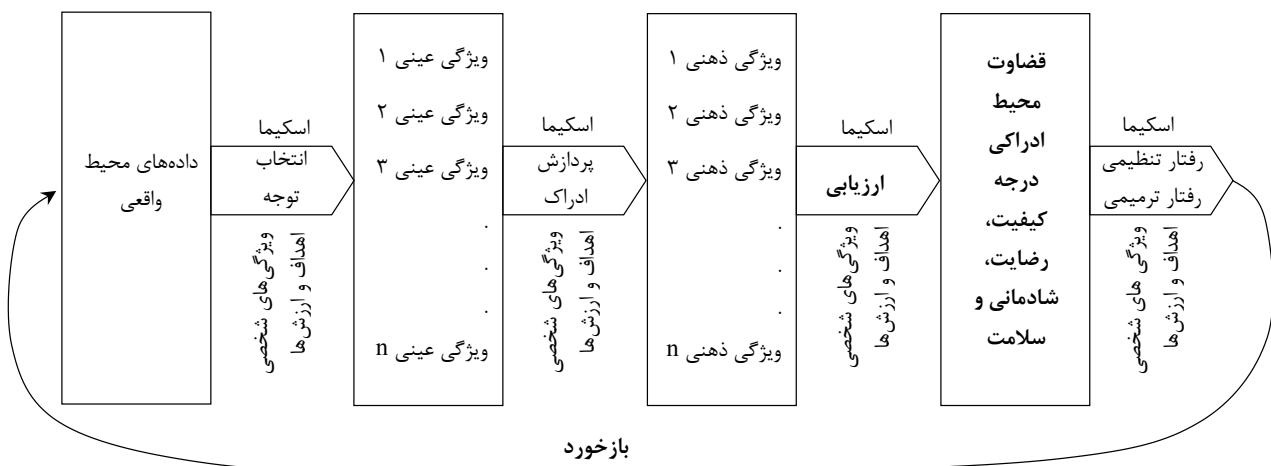 داده‌های محیط
واقعی
اسکیما
انتخاب
توجه
ویژگی‌های شخصی
اهداف و ارزش‌ها
ویژگی عینی ۱
ویژگی عینی ۲
ویژگی عینی ۳
.
.
.
ویژگی عینی n
اسکیما
پردازش
ادراک
ویژگی‌های شخصی
اهداف و ارزش‌ها
ویژگی ذهنی ۱
ویژگی ذهنی ۲
ویژگی ذهنی ۳
.
.
.
ویژگی ذهنی n
اسکیما
ارزیابی
ویژگی های شخصی
اهداف و ارزش‌ها
قضاوت
محیط
ادراکی
درجه
کیفیت،
رضایت،
شادمانی و
سلامت
اسکیما
رفتار تنظیمی
رفتار ترمیمی
ویژگی های شخصی
اهداف و ارزش‌ها
بازخورد